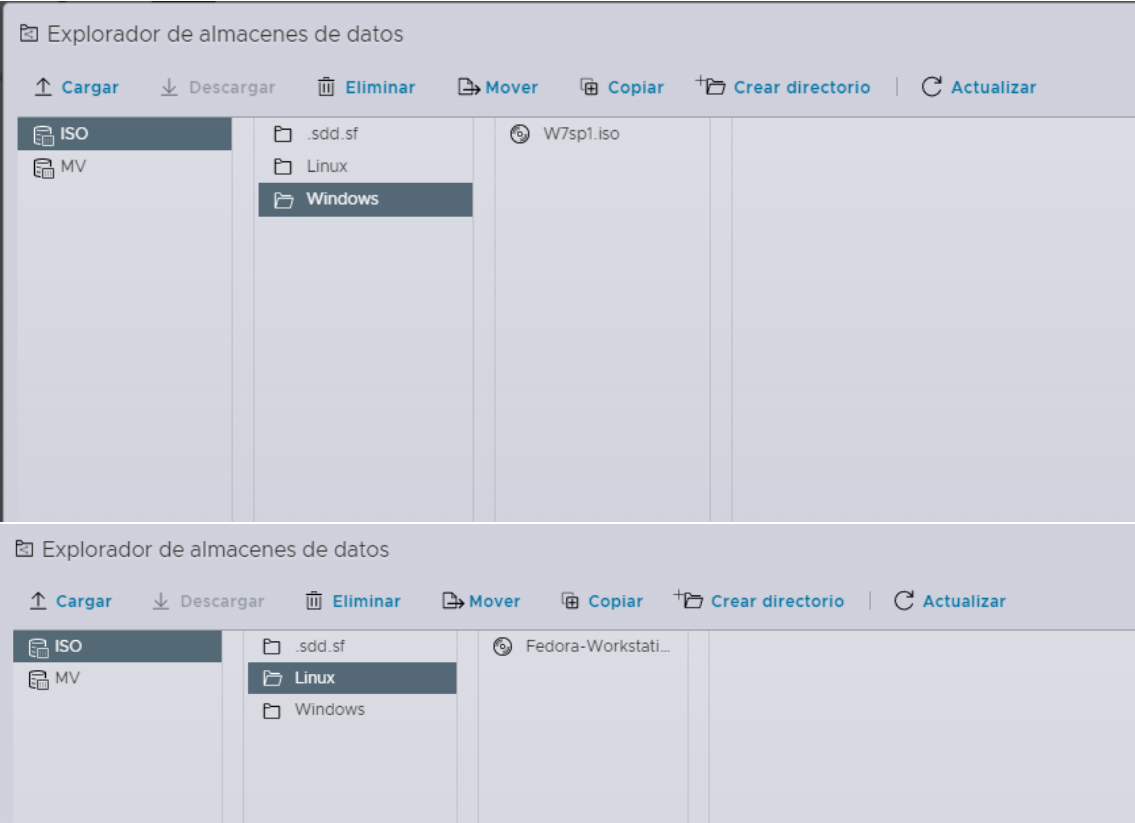 Explorador de almacenes de datos
Cargar Descargar Eliminar Mover Copiar Crear directorio Actualizar
ISO .sdd.sf W7sp1.iso
MV Linux
Windows
Explorador de almacenes de datos
Cargar Descargar Eliminar Mover Copiar Crear directorio Actualizar
ISO .sdd.sf Fedora-Workstati...
MV Linux
Windows